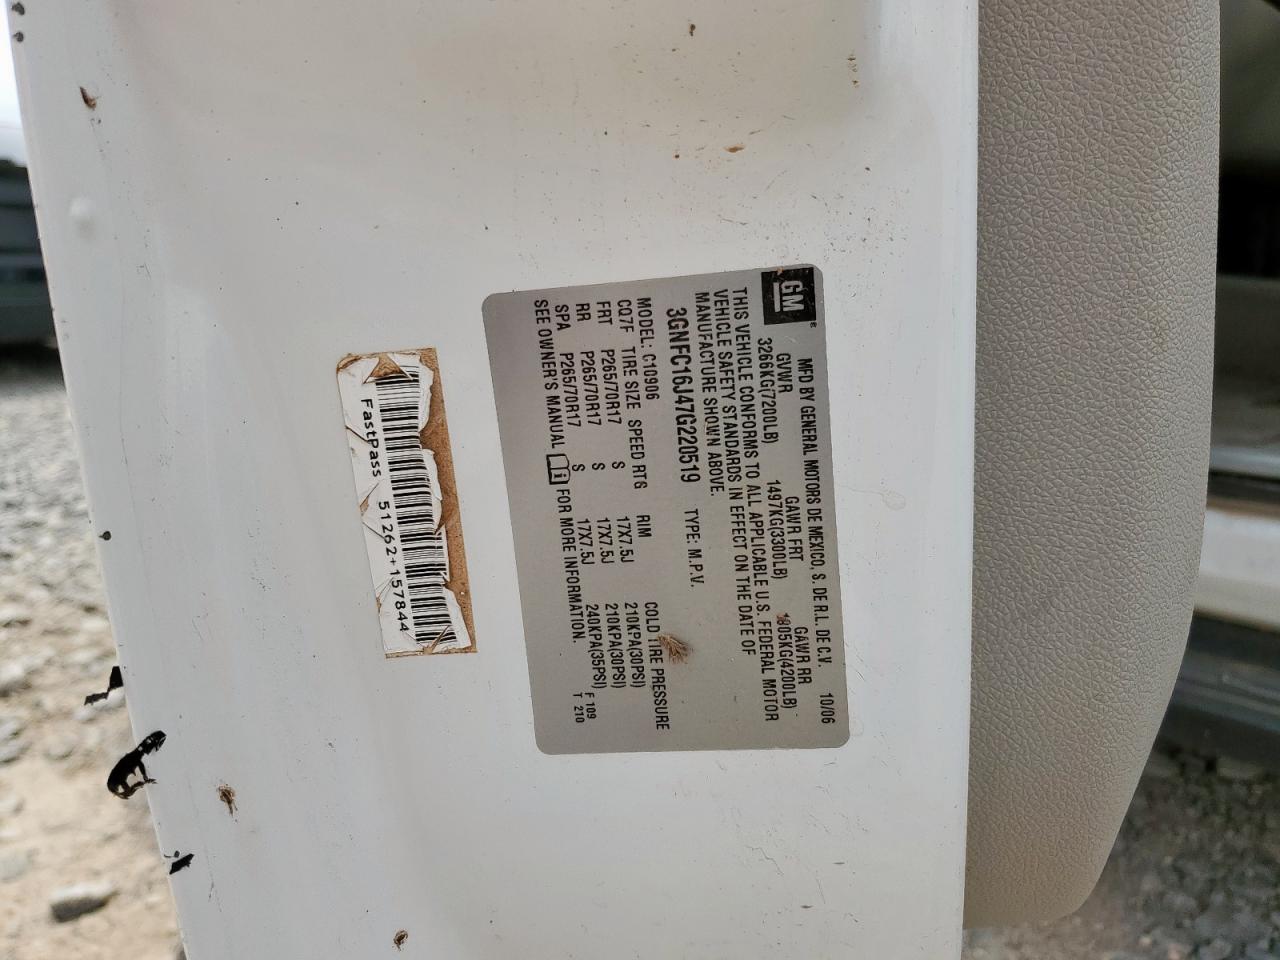 GM ®
MFD BY GENERAL MOTORS DE MEXICO, S. DE R.L. DE C.V. 10/06
GVWR GAWR FRT GAWR RR
3266KG(7200LB) 1497KG(3300LB) 1905KG(4200LB)
THIS VEHICLE CONFORMS TO ALL APPLICABLE U.S. FEDERAL MOTOR
VEHICLE SAFETY STANDARDS IN EFFECT ON THE DATE OF
MANUFACTURE SHOWN ABOVE.
3GNFC16J47G220519 TYPE: M.P.V.
MODEL: C10906
CQ7F TIRE SIZE SPEED RTG RIM COLD TIRE PRESSURE
FRT P265/70R17 S 17X7.5J 210KPA(30PSI)
RR P265/70R17 S 17X7.5J 210KPA(30PSI)
SPA P265/70R17 S 17X7.5J 240KPA(35PSI) F 109
SEE OWNER'S MANUAL FOR MORE INFORMATION. T 210
FastPass 51262+157844